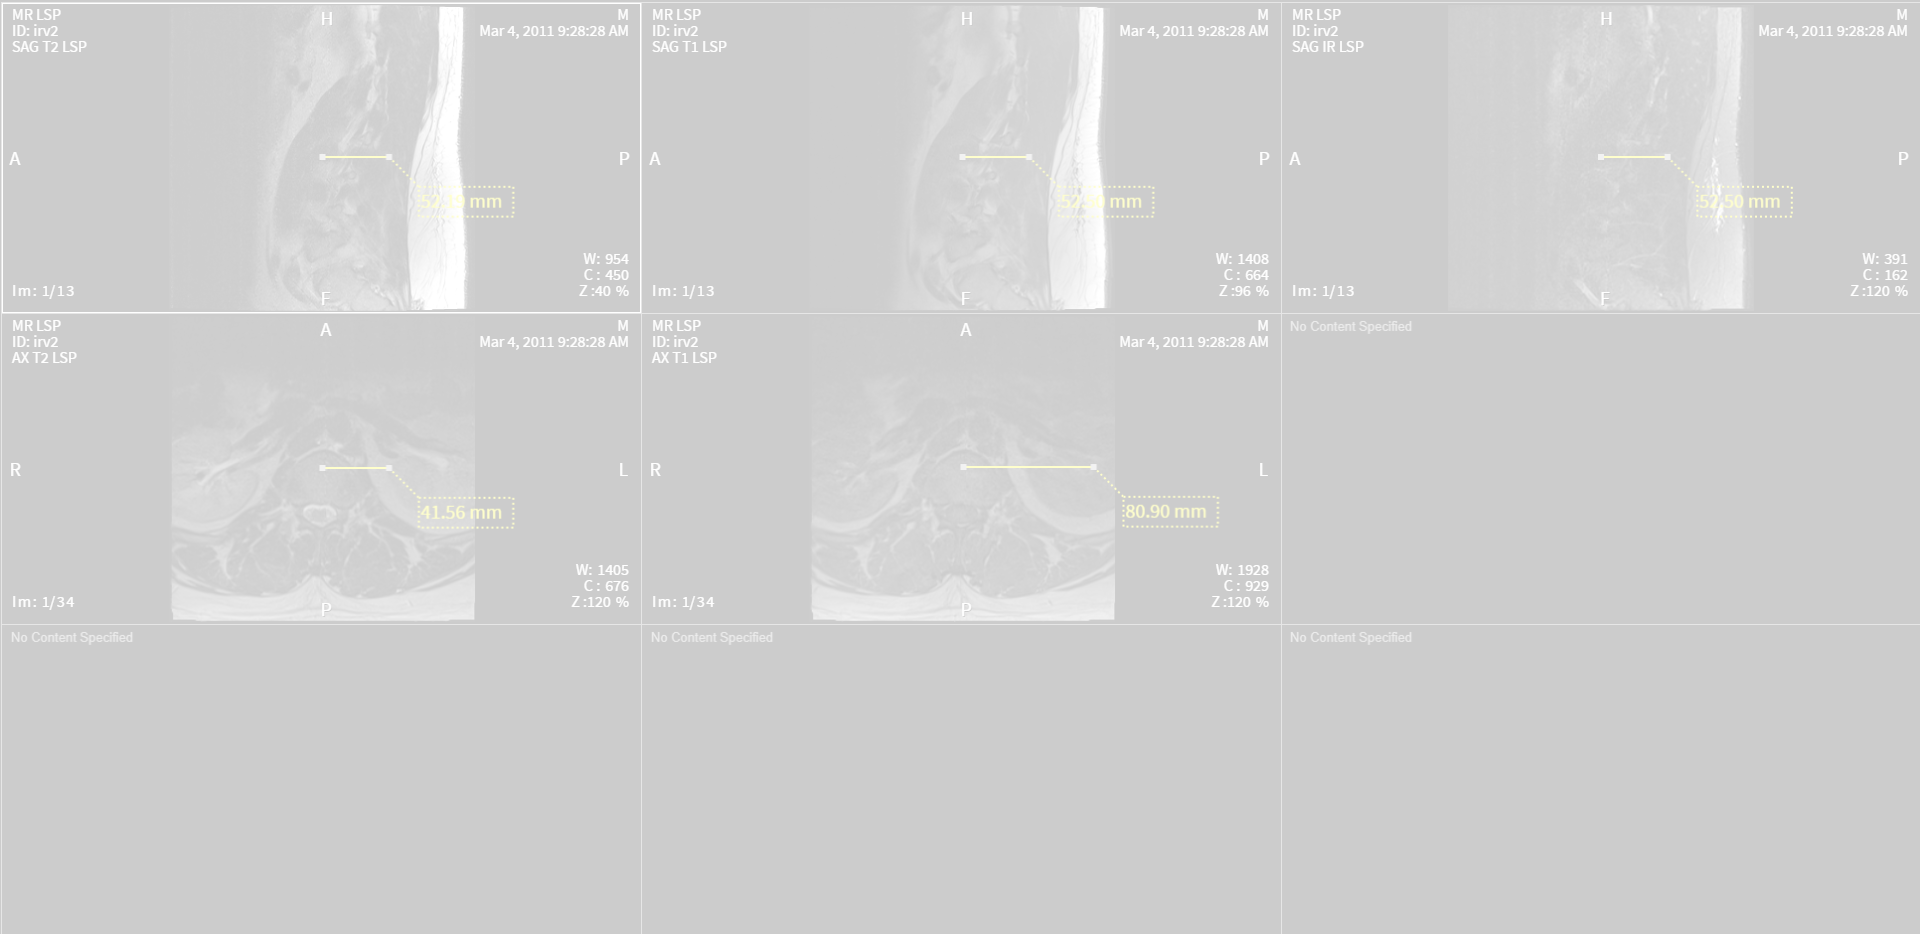 MR LSP
ID: irv2
SAG T2 LSP
H
M
Mar 4, 2011 9:28:28 AM
A
P
mm
W: 954
C : 450
Z :40 %
Im: 1/13
F
MR LSP
ID: irv2
SAG T1 LSP
H
M
Mar 4, 2011 9:28:28 AM
A
P
mm
W: 1408
C : 664
Z :96 %
Im: 1/13
F
MR LSP
ID: irv2
SAG IR LSP
H
M
Mar 4, 2011 9:28:28 AM
A
P
52.50 mm
W: 391
C : 162
Z :120 %
Im: 1/13
F
MR LSP
ID: irv2
AX T2 LSP
A
M
Mar 4, 2011 9:28:28 AM
R
L
41.56 mm
W: 1405
C : 676
Z :120 %
Im: 1/34
P
MR LSP
ID: irv2
AX T1 LSP
A
M
Mar 4, 2011 9:28:28 AM
R
L
80.90 mm
W: 1928
C : 929
Z :120 %
Im: 1/34
P
No Content Specified
No Content Specified
No Content Specified
No Content Specified